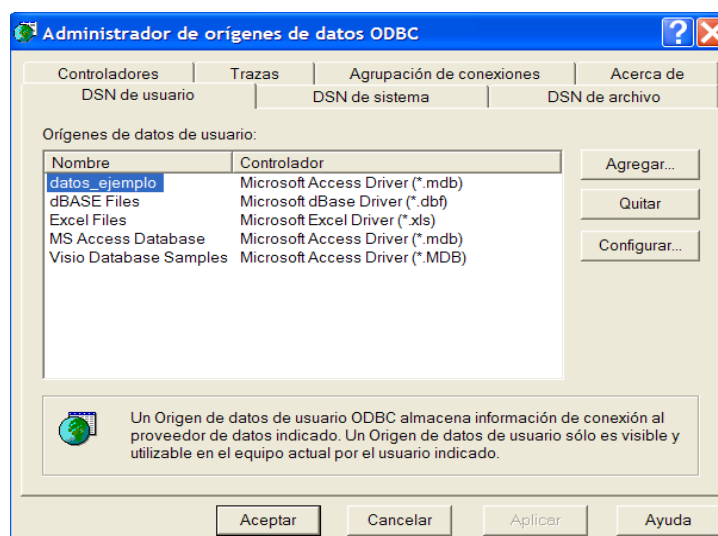 Administrador de orígenes de datos ODBC
Controladores Trazas Agrupación de conexiones Acerca de
DSN de usuario DSN de sistema DSN de archivo
Orígenes de datos de usuario:
Nombre Controlador
datos_ejemplo Microsoft Access Driver (*.mdb)
dBASE Files Microsoft dBase Driver (*.dbf)
Excel Files Microsoft Excel Driver (*.xls)
MS Access Database Microsoft Access Driver (*.mdb)
Visio Database Samples Microsoft Access Driver (*.MDB)
Agregar...
Quitar
Configurar...
Un Origen de datos de usuario ODBC almacena información de conexión al
proveedor de datos indicado. Un Origen de datos de usuario sólo es visible y
utilizable en el equipo actual por el usuario indicado.
Aceptar Cancelar Aplicar Ayuda